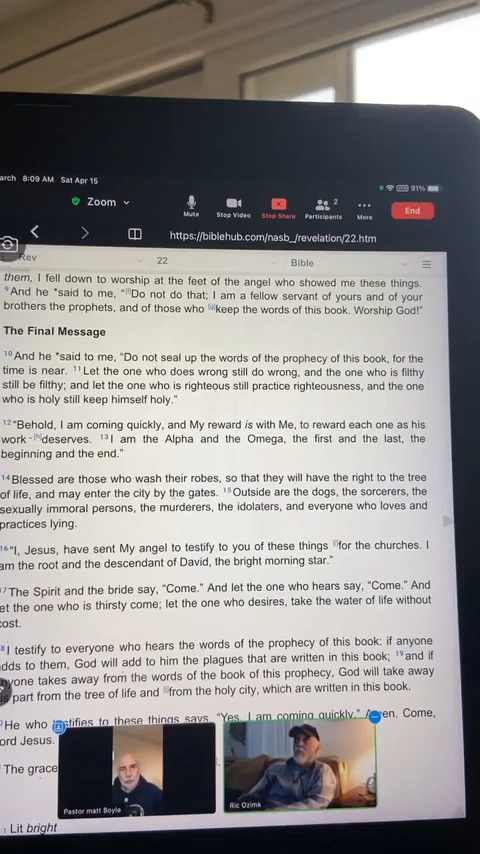 arch 8:09 AM Sat Apr 15
91%
Zoom
Mute Stop Video Stop Share Participants 2 More End
https://biblehub.com/nasb_/revelation/22.htm
Rev 22 Bible
them, I fell down to worship at the feet of the angel who showed me these things.
9And he *said to me, “[f]Do not do that; I am a fellow servant of yours and of your
brothers the prophets, and of those who [g]keep the words of this book. Worship God!”
The Final Message
10And he *said to me, “Do not seal up the words of the prophecy of this book, for the
time is near. 11Let the one who does wrong still do wrong, and the one who is filthy
still be filthy; and let the one who is righteous still practice righteousness, and the one
who is holy still keep himself holy.”
12“Behold, I am coming quickly, and My reward is with Me, to reward each one as his
work -[h]deserves. 13I am the Alpha and the Omega, the first and the last, the
beginning and the end.”
14Blessed are those who wash their robes, so that they will have the right to the tree
of life, and may enter the city by the gates. 15Outside are the dogs, the sorcerers, the
sexually immoral persons, the murderers, the idolaters, and everyone who loves and
practices lying.
16“I, Jesus, have sent My angel to testify to you of these things [i]for the churches. I
am the root and the descendant of David, the bright morning star.”
7The Spirit and the bride say, “Come.” And let the one who hears say, “Come.” And
et the one who is thirsty come; let the one who desires, take the water of life without
cost.
8I testify to everyone who hears the words of the prophecy of this book: if anyone
dds to them, God will add to him the plagues that are written in this book; 19and if
nyone takes away from the words of the book of this prophecy, God will take away
is part from the tree of life and [j]from the holy city, which are written in this book.
He who testifies to these things says, “Yes, I am coming quickly.” Amen. Come,
ord Jesus.
The grace
Pastor matt Boyle
Ric Ozimk
1 Lit bright